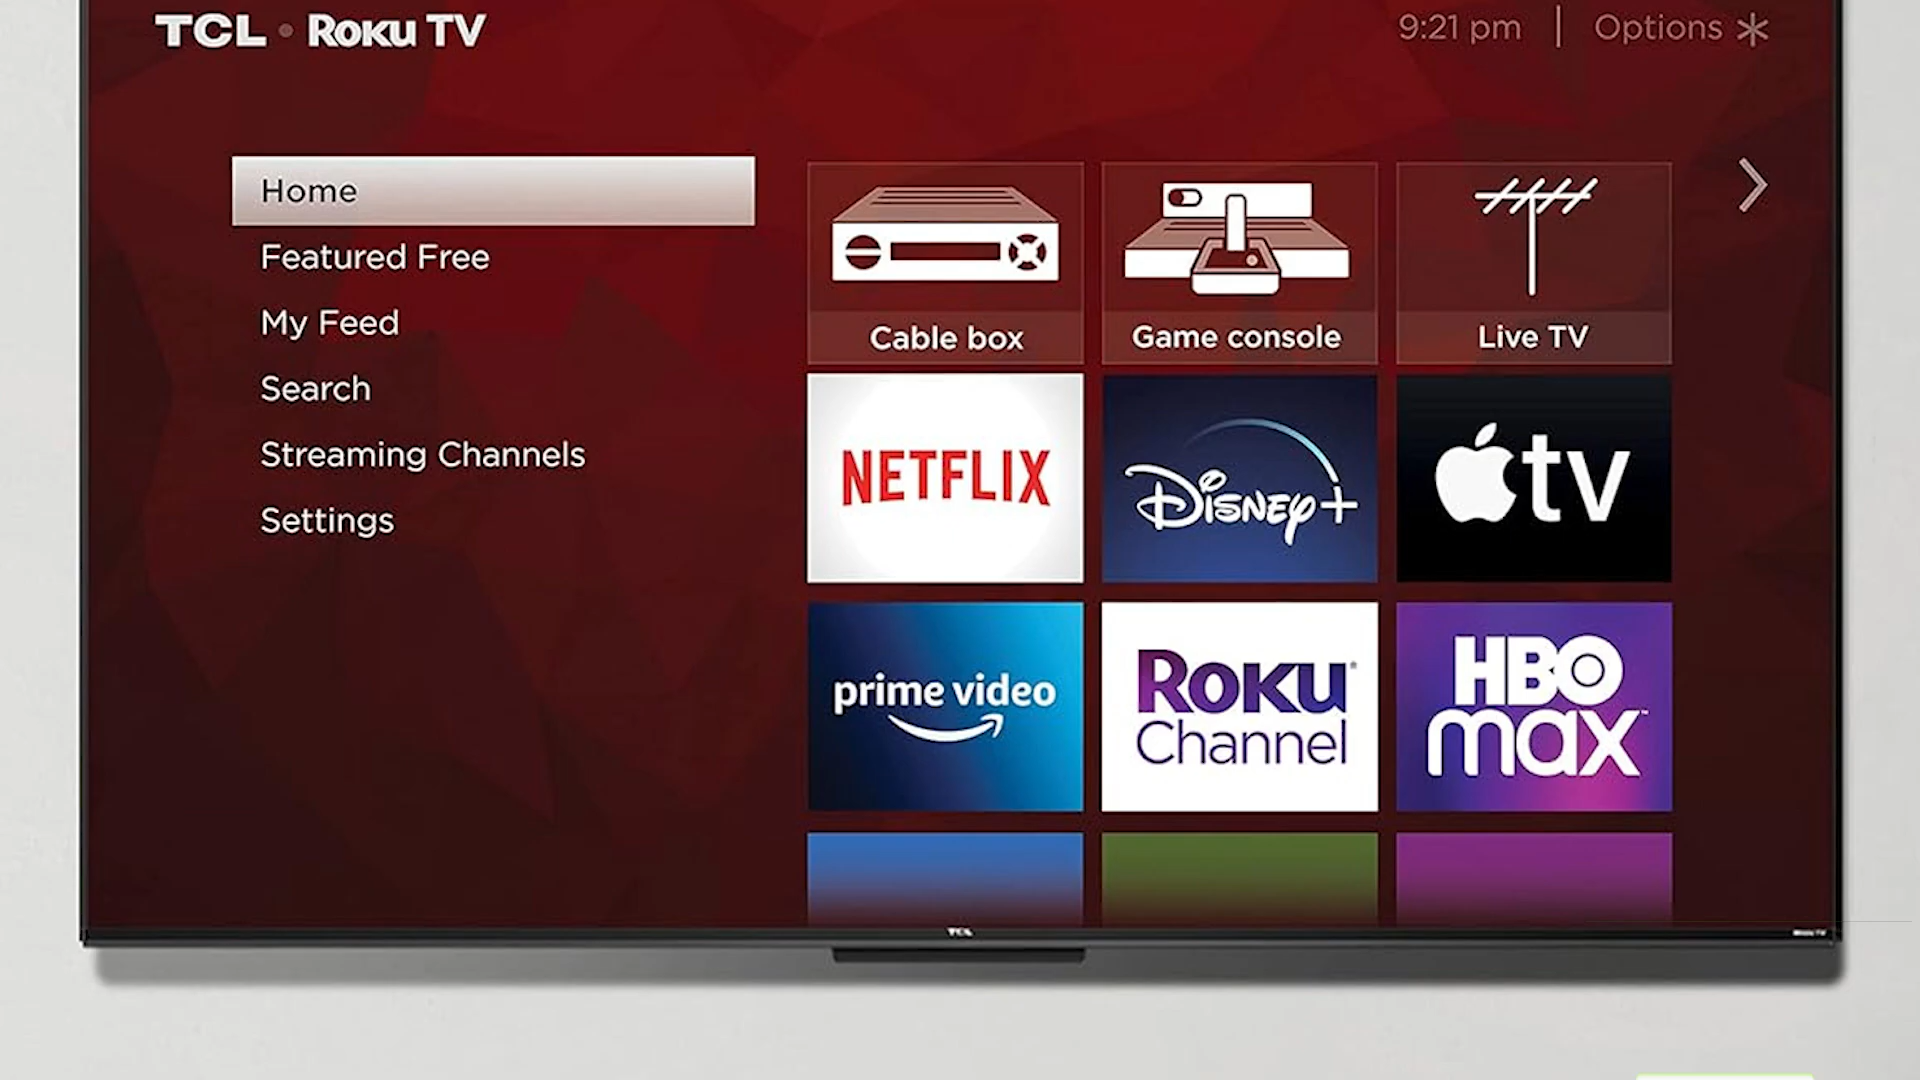 TCL • Roku TV
9:21 pm | Options *
Home
Featured Free
My Feed
Search
Streaming Channels
Settings
Cable box
Game console
Live TV
NETFLIX
Disney+
tv
prime video
Roku
Channel
HBO
max
TCL